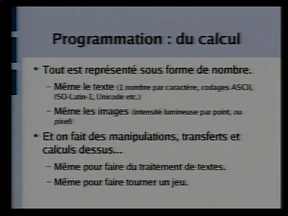 Programmation : du calcul
• Tout est représenté sous forme de nombre.
– Même le texte (1 nombre par caractère, codages ASCII,
ISO-Latin-1, Unicode etc.)
– Même les images (intensité lumineuse par point, ou
pixel)
• Et on fait des manipulations, transferts et
calculs dessus...
– Même pour faire du traitement de textes.
– Même pour faire tourner un jeu.